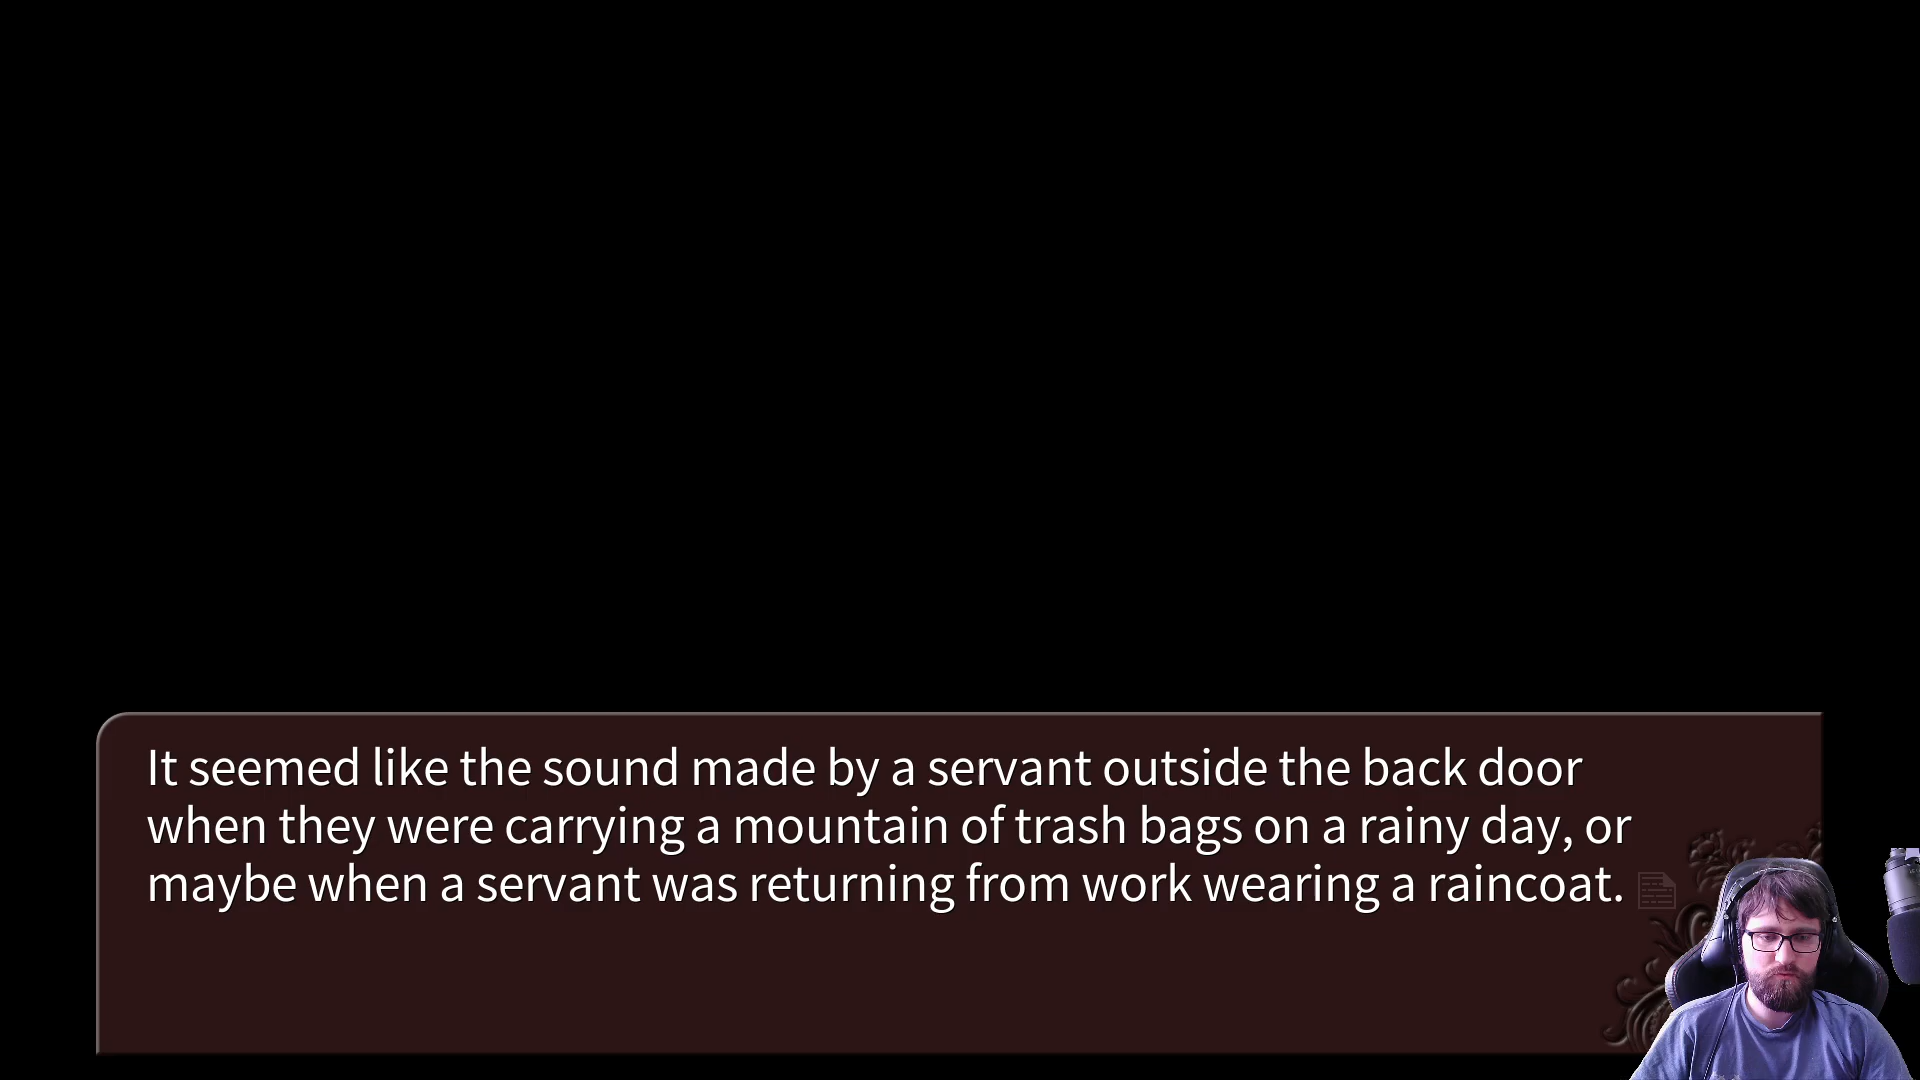 It seemed like the sound made by a servant outside the back door
when they were carrying a mountain of trash bags on a rainy day, or
maybe when a servant was returning from work wearing a raincoat.